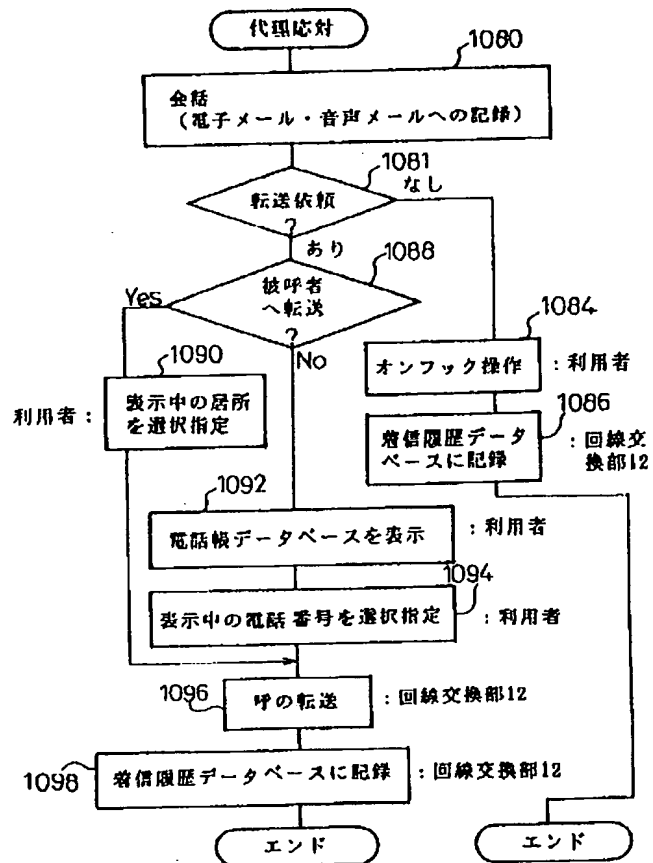 代理応対
1080
会話
(電子メール・音声メールへの記録)
1081
転送依頼
?
なし
あり
1088
被呼者
へ転送
?
Yes
No
1084
オンフック操作
:利用者
1086
着信履歴データ
ベースに記録
:回線交
換部12
1090
利用者:
表示中の居所
を選択指定
1092
電話帳データベースを表示
:利用者
1094
表示中の電話番号を選択指定
:利用者
1096
呼の転送
:回線交換部12
1098
着信履歴データベースに記録
:回線交換部12
エンド
エンド